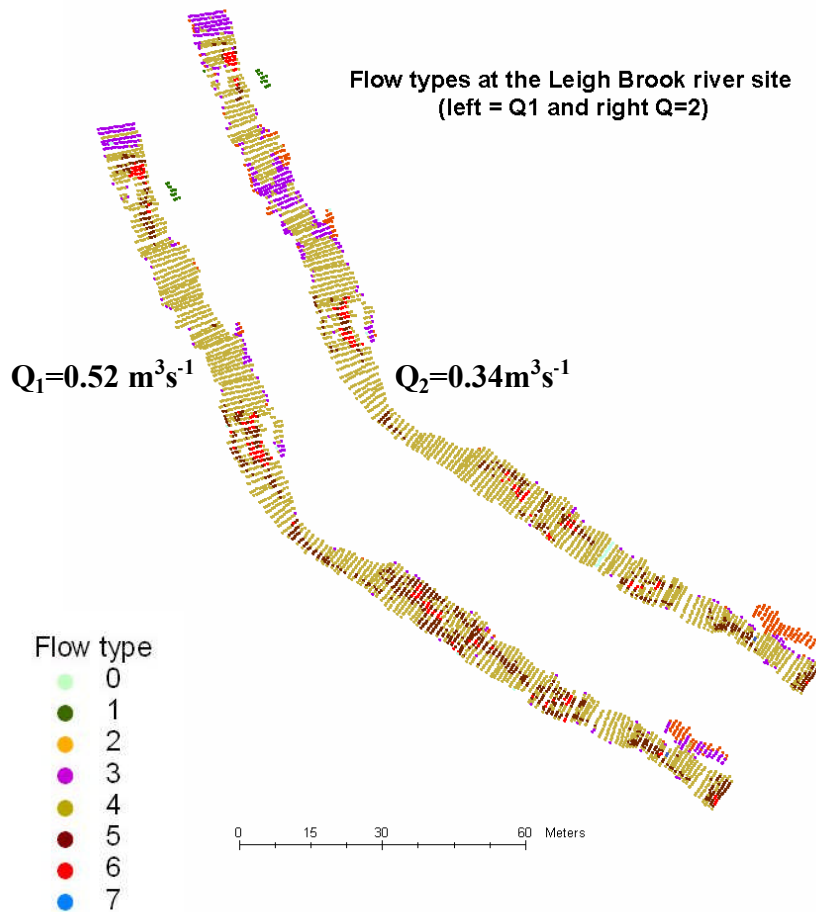 Flow types at the Leigh Brook river site
(left = Q1 and right Q=2)
Q₁=0.52 m³s⁻¹
Q₂=0.34m³s⁻¹
Flow type
0
1
2
3
4
5
6
7
0 15 30 60 Meters